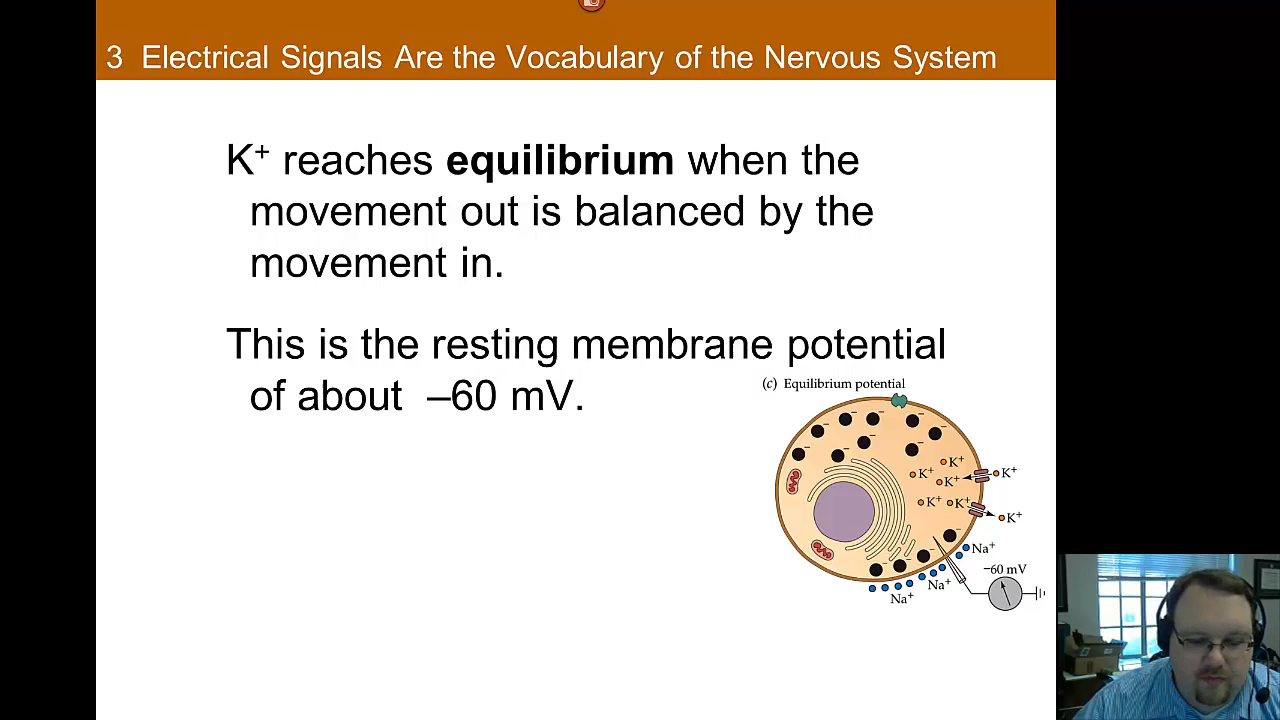 3 Electrical Signals Are the Vocabulary of the Nervous System
K+ reaches equilibrium when the
movement out is balanced by the
movement in.
This is the resting membrane potential
of about –60 mV.
(c) Equilibrium potential
K+
K+
K+
K+
K+
K+
K+
Na+
–60 mV
Na+
Na+